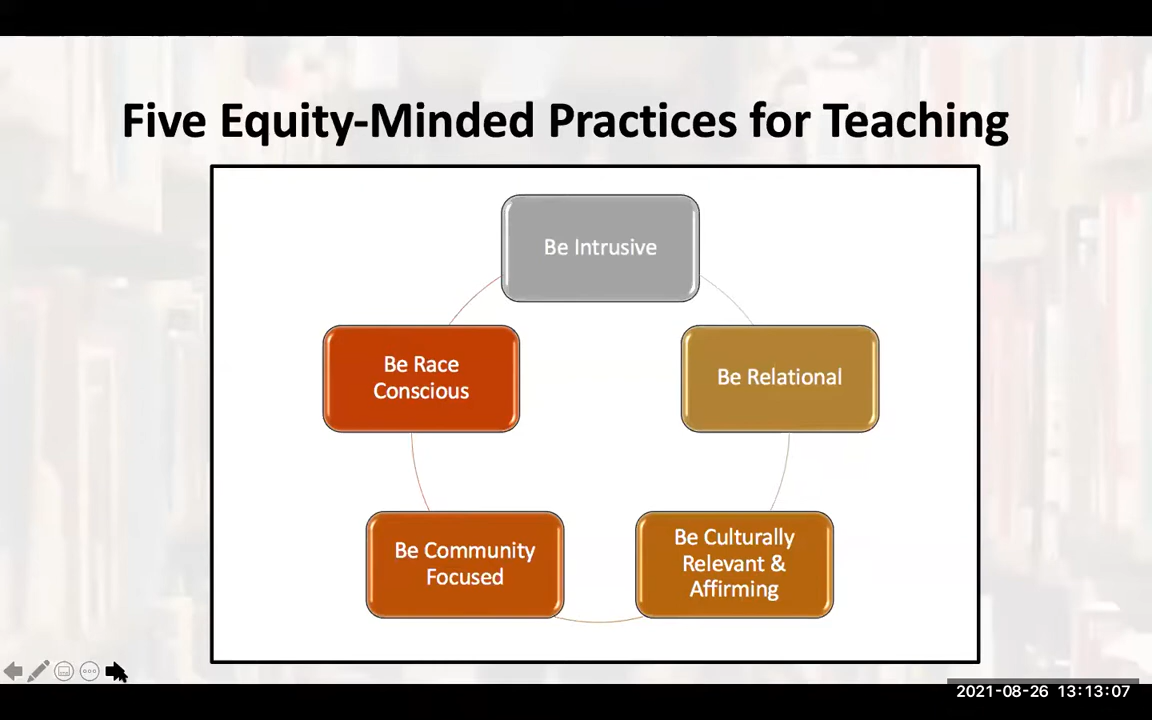 Five Equity-Minded Practices for Teaching
Be Intrusive
Be Race
Conscious
Be Relational
Be Community
Focused
Be Culturally
Relevant &
Affirming
2021-08-26 13:13:07